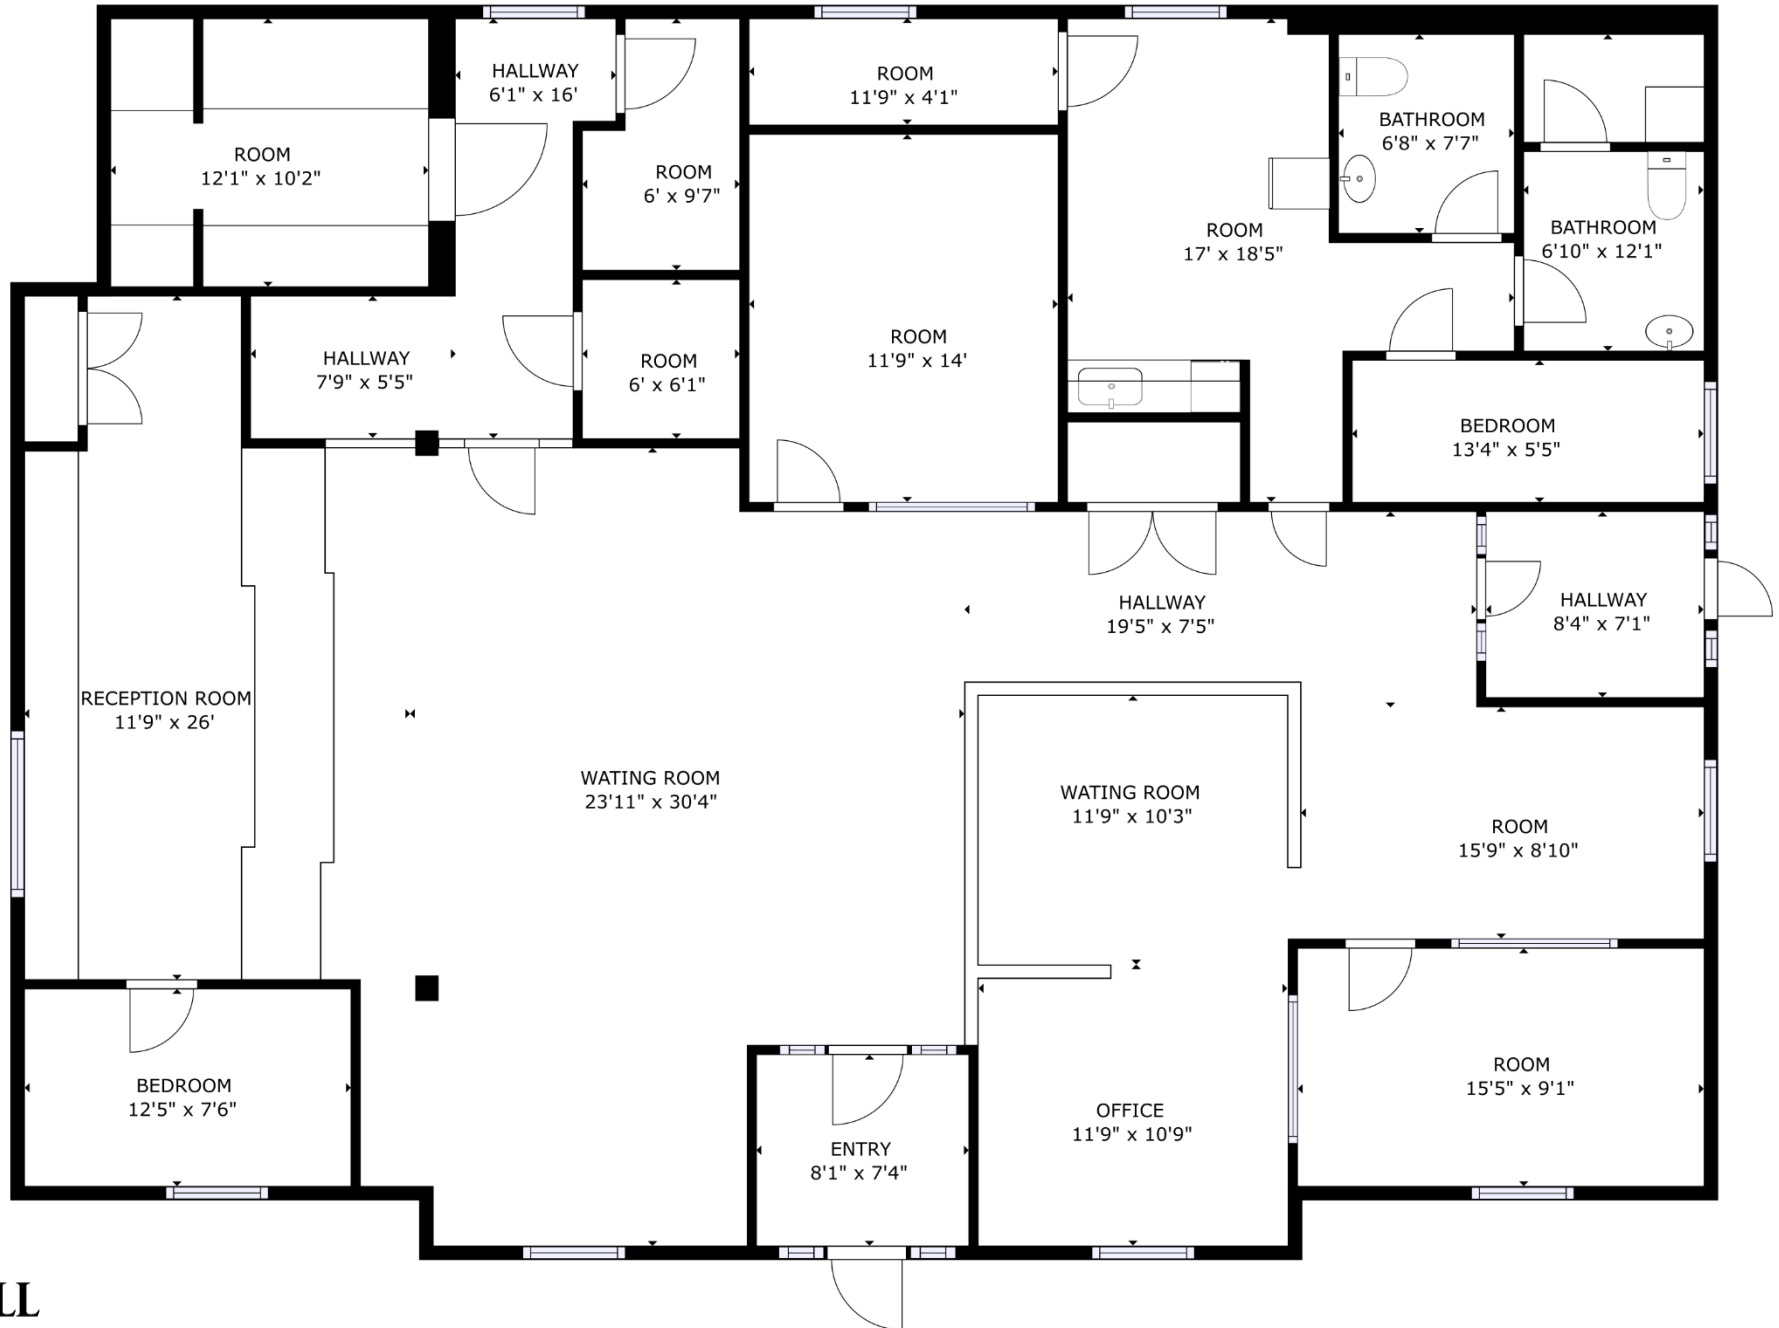 HALLWAY
6'1" x 16'
ROOM
11'9" x 4'1"
BATHROOM
6'8" x 7'7"
ROOM
12'1" x 10'2"
ROOM
6' x 9'7"
ROOM
17' x 18'5"
BATHROOM
6'10" x 12'1"
HALLWAY
7'9" x 5'5"
ROOM
6' x 6'1"
ROOM
11'9" x 14'
BEDROOM
13'4" x 5'5"
HALLWAY
19'5" x 7'5"
HALLWAY
8'4" x 7'1"
RECEPTION ROOM
11'9" x 26'
WATING ROOM
23'11" x 30'4"
WATING ROOM
11'9" x 10'3"
ROOM
15'9" x 8'10"
BEDROOM
12'5" x 7'6"
ENTRY
8'1" x 7'4"
OFFICE
11'9" x 10'9"
ROOM
15'5" x 9'1"
LL